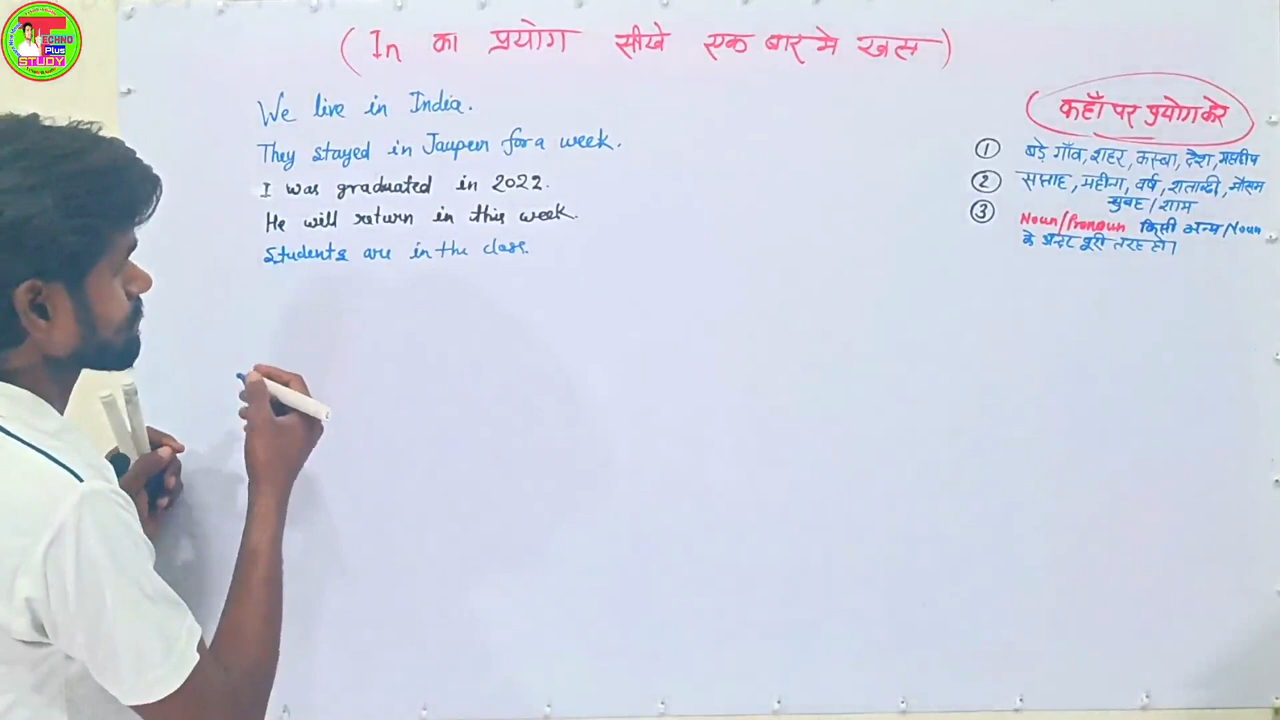 TECHNO
Plus
STUDY
( In का प्रयोग सीखे एक बार मे खत्म )
We live in India.
They stayed in Jaupur for a week.
I was graduated in 2022.
He will return in this week.
Students are in the class.
कहाँ पर प्रयोग करे
① बड़े गाँव, शहर, कस्बा, देश, महाद्वीप
② सप्ताह, महीना, वर्ष, शताब्दी, मौसम
सुबह/शाम
③ Noun/Pronoun किसी अन्य Noun
के अन्दर पूरी तरह हो।